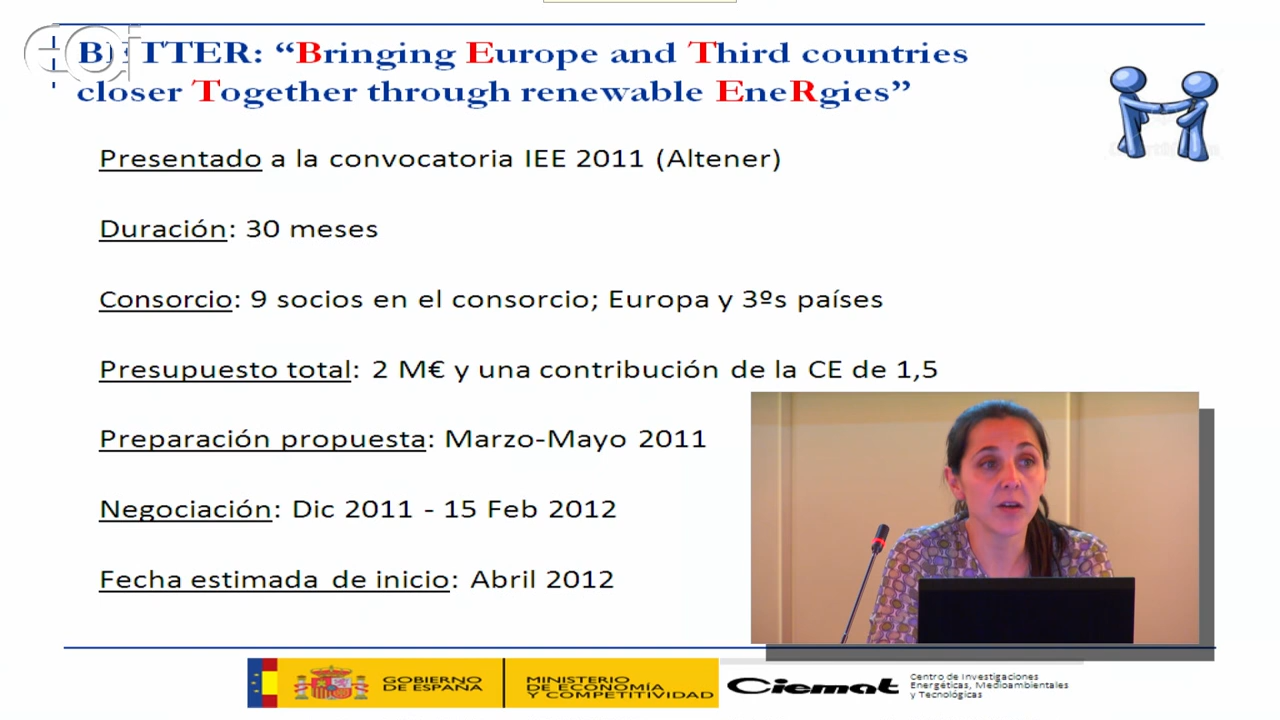 eoi
BETTER: “Bringing Europe and Third countries
closer Together through renewable EneRgies”
Presentado a la convocatoria IEE 2011 (Altener)
Duración: 30 meses
Consorcio: 9 socios en el consorcio; Europa y 3ºs países
Presupuesto total: 2 M€ y una contribución de la CE de 1,5
Preparación propuesta: Marzo-Mayo 2011
Negociación: Dic 2011 - 15 Feb 2012
Fecha estimada de inicio: Abril 2012
GOBIERNO
DE ESPAÑA
MINISTERIO
DE ECONOMÍA
Y COMPETITIVIDAD
Ciemat
Centro de Investigaciones
Energéticas, Medioambientales
y Tecnológicas